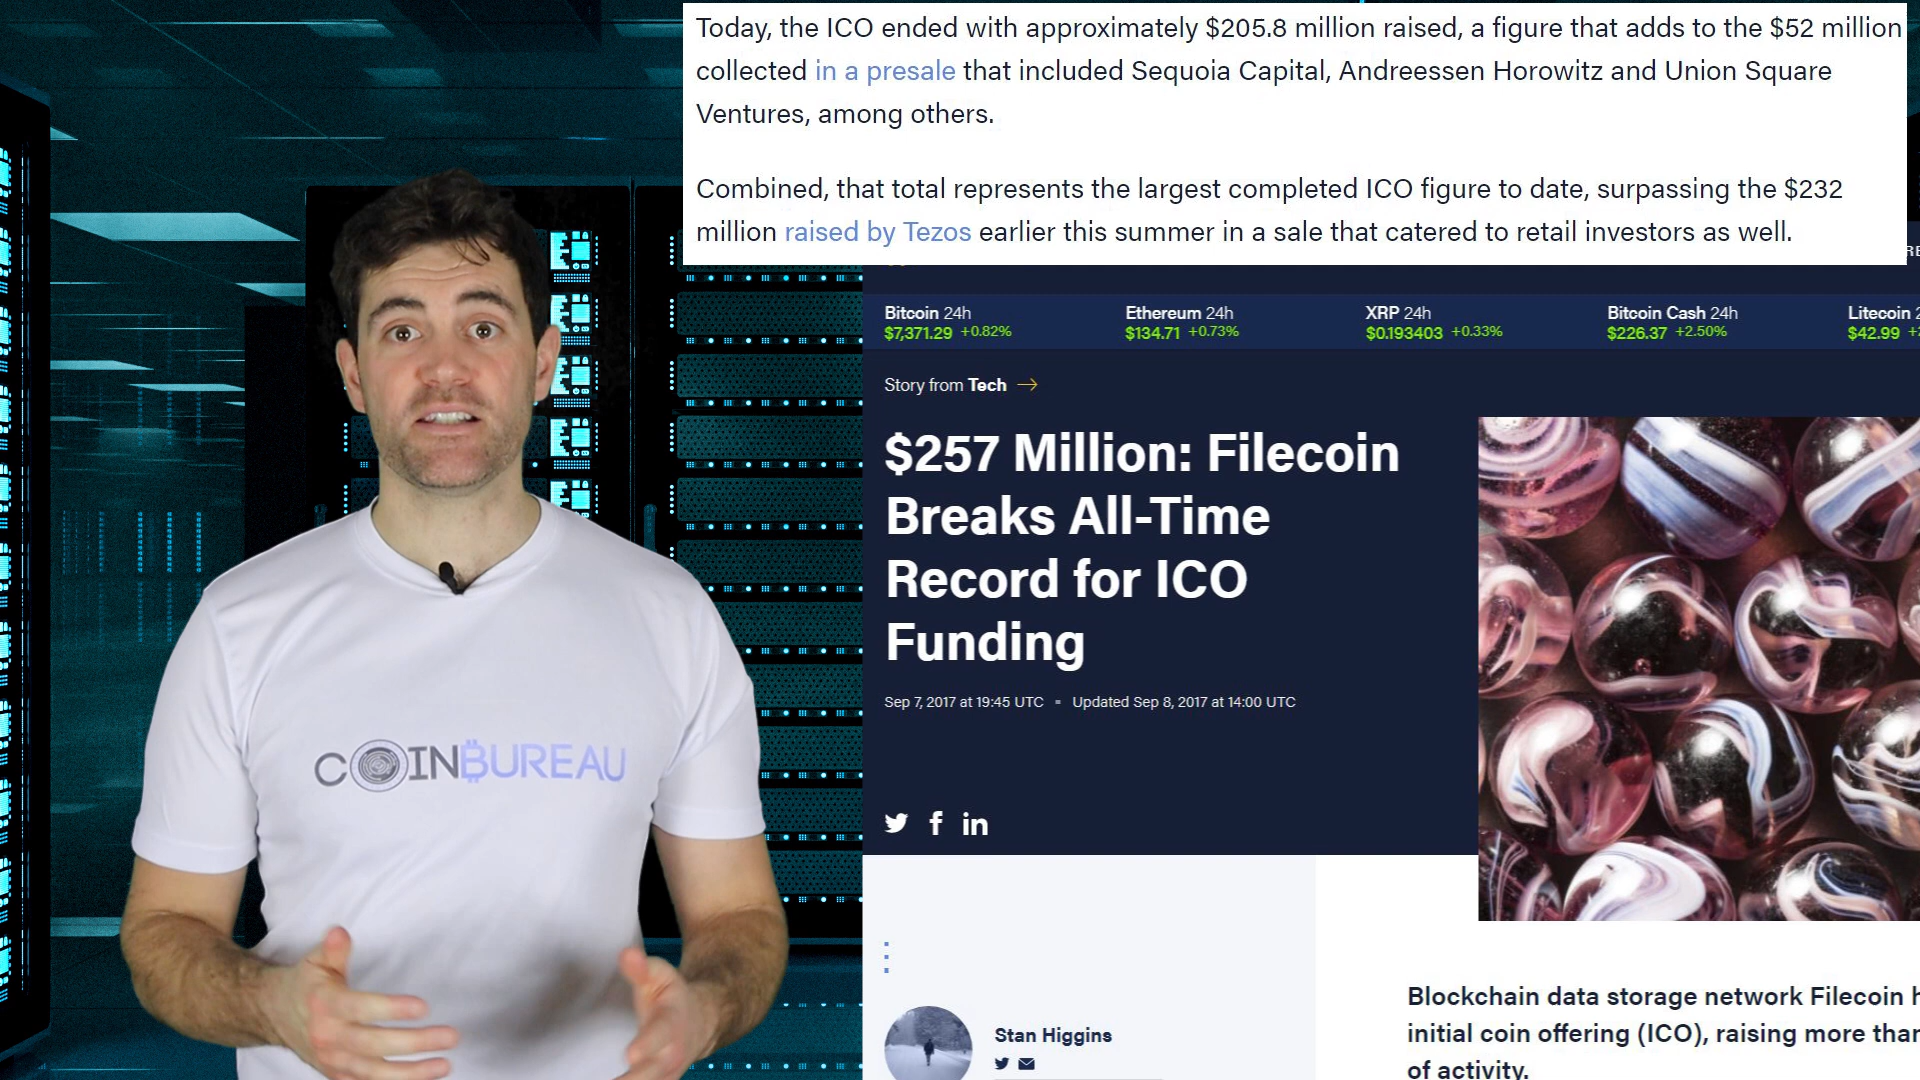 Today, the ICO ended with approximately $205.8 million raised, a figure that adds to the $52 million
collected in a presale that included Sequoia Capital, Andreessen Horowitz and Union Square
Ventures, among others.
Combined, that total represents the largest completed ICO figure to date, surpassing the $232
million raised by Tezos earlier this summer in a sale that catered to retail investors as well.
Bitcoin 24h
$7,371.29 +0.82%
Ethereum 24h
$134.71 +0.73%
XRP 24h
$0.193403 +0.33%
Bitcoin Cash 24h
$226.37 +2.50%
Litecoin
$42.99
Story from Tech →
$257 Million: Filecoin
Breaks All-Time
Record for ICO
Funding
Sep 7, 2017 at 19:45 UTC ▪ Updated Sep 8, 2017 at 14:00 UTC
COINBUREAU
Stan Higgins
Blockchain data storage network Filecoin
initial coin offering (ICO), raising more than
of activity.